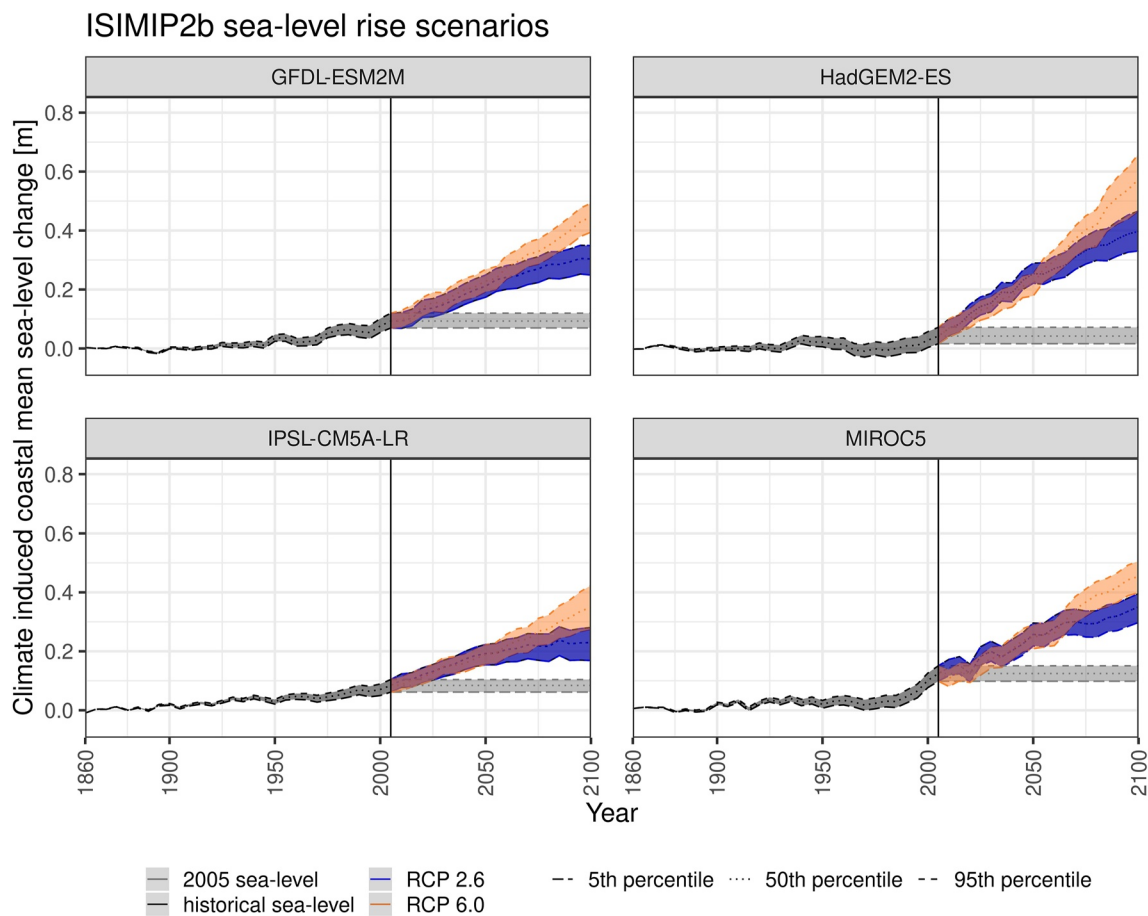 ISIMIP2b sea-level rise scenarios
GFDL-ESM2M
HadGEM2-ES
Climate induced coastal mean sea-level change [m]
0.8
0.6
0.4
0.2
0.0
IPSL-CM5A-LR
MIROC5
0.8
0.6
0.4
0.2
0.0
1860
1900
1950
2000
2050
2100
1860
1900
1950
2000
2050
2100
Year
2005 sea-level
RCP 2.6
5th percentile
50th percentile
95th percentile
historical sea-level
RCP 6.0